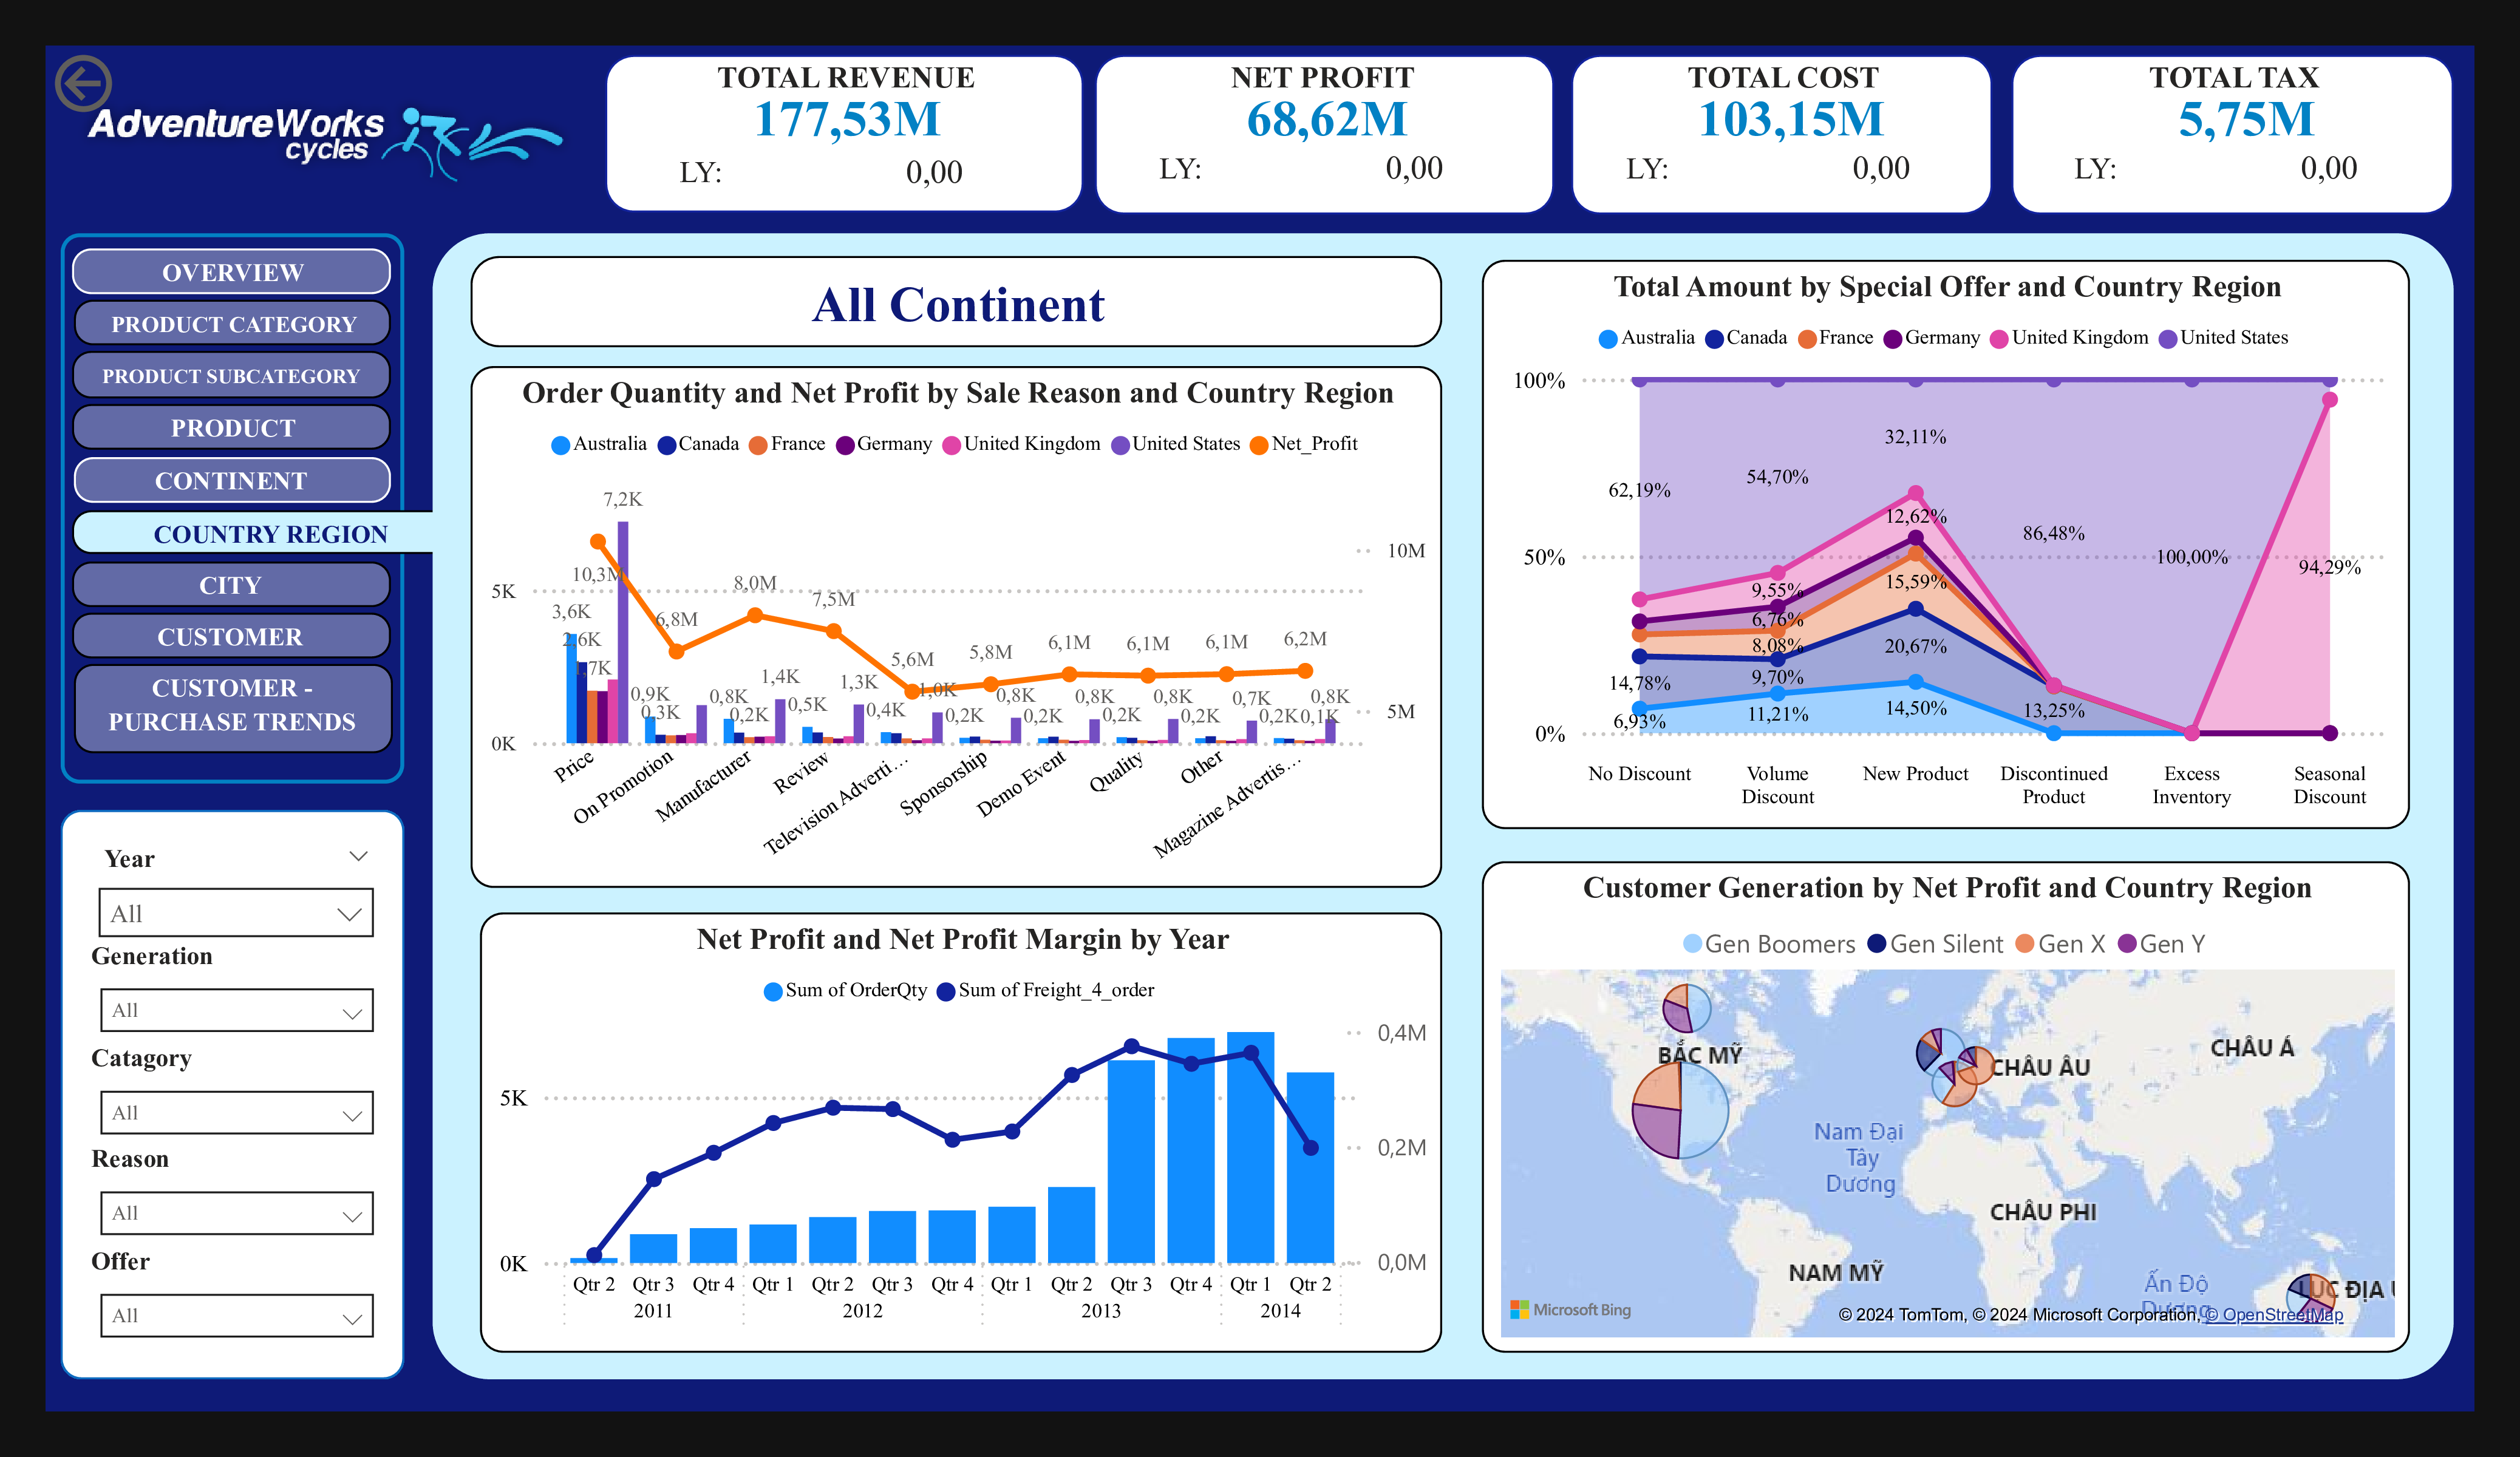 AdventureWorks
cycles
TOTAL REVENUE
177,53M
LY: 0,00
NET PROFIT
68,62M
LY: 0,00
TOTAL COST
103,15M
LY: 0,00
TOTAL TAX
5,75M
LY: 0,00
OVERVIEW
PRODUCT CATEGORY
PRODUCT SUBCATEGORY
PRODUCT
CONTINENT
COUNTRY REGION
CITY
CUSTOMER
CUSTOMER -
PURCHASE TRENDS
Year
All
Generation
All
Catagory
All
Reason
All
Offer
All
All Continent
Order Quantity and Net Profit by Sale Reason and Country Region
Australia Canada France Germany United Kingdom United States Net_Profit
7,2K
10M
10,3M
8,0M
5K
7,5M
3,6K
6,8M
2,6K
6,1M 6,1M 6,1M 6,2M
5,6M 5,8M
1,4K
1,3K
0,9K 0,8K 1,0K 0,8K 0,8K 0,8K 0,7K 0,8K
0,3K 0,2K 0,5K 0,4K 0,2K 0,2K 0,2K 0,2K 0,2K 0,1K
5M
0K
Price
On Promotion
Manufacturer
Review
Television Adverti…
Sponsorship
Demo Event
Quality
Other
Magazine Advertis…
Net Profit and Net Profit Margin by Year
Sum of OrderQty Sum of Freight_4_order
0,4M
5K
0,2M
0K
0,0M
Qtr 2 Qtr 3 Qtr 4 Qtr 1 Qtr 2 Qtr 3 Qtr 4 Qtr 1 Qtr 2 Qtr 3 Qtr 4 Qtr 1 Qtr 2
2011 2012 2013 2014
Total Amount by Special Offer and Country Region
Australia Canada France Germany United Kingdom United States
100%
32,11%
54,70%
62,19%
12,62%
86,48%
50%
100,00%
94,29%
15,59%
9,55%
6,76%
8,08%
20,67%
9,70%
14,78%
14,50%
13,25%
11,21%
6,93%
0%
No Discount
Volume
Discount
New Product
Discontinued
Product
Excess
Inventory
Seasonal
Discount
Customer Generation by Net Profit and Country Region
Gen Boomers Gen Silent Gen X Gen Y
BẮC MỸ
CHÂU ÂU
CHÂU Á
Nam Đại
Tây
Dương
CHÂU PHI
NAM MỸ
Ấn Độ
Dương
LỤC ĐỊA
Microsoft Bing
© 2024 TomTom, © 2024 Microsoft Corporation, © OpenStreetMap